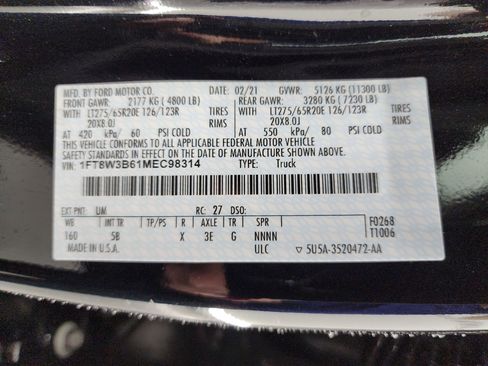 MFD. BY FORD MOTOR CO. 02/21 GVWR: 5126 KG (11300 LB)
FRONT GAWR: 2177 KG (4800 LB) REAR GAWR: 3280 KG (7230 LB)
WITH LT275/65R20E 126/123R TIRES WITH LT275/65R20E 126/123R TIRES
20X8.0J RIMS 20X8.0J RIMS
AT 420 kPa/ 60 PSI COLD AT 550 kPa/ 80 PSI COLD
THIS VEHICLE CONFORMS TO ALL APPLICABLE FEDERAL MOTOR VEHICLE
SAFETY STANDARDS IN EFFECT ON THE DATE OF MANUFACTURE SHOWN ABOVE.
VIN: 1FT8W3B61MEC98314 TYPE: Truck
EXT PNT: UM RC: 27 DSO:
WB INT TR TP/PS R AX TR SPR F0268
160 5B X 3E G NNNN T1006
MADE IN U.S.A. ULC ▽ 5U5A-3520472-AA